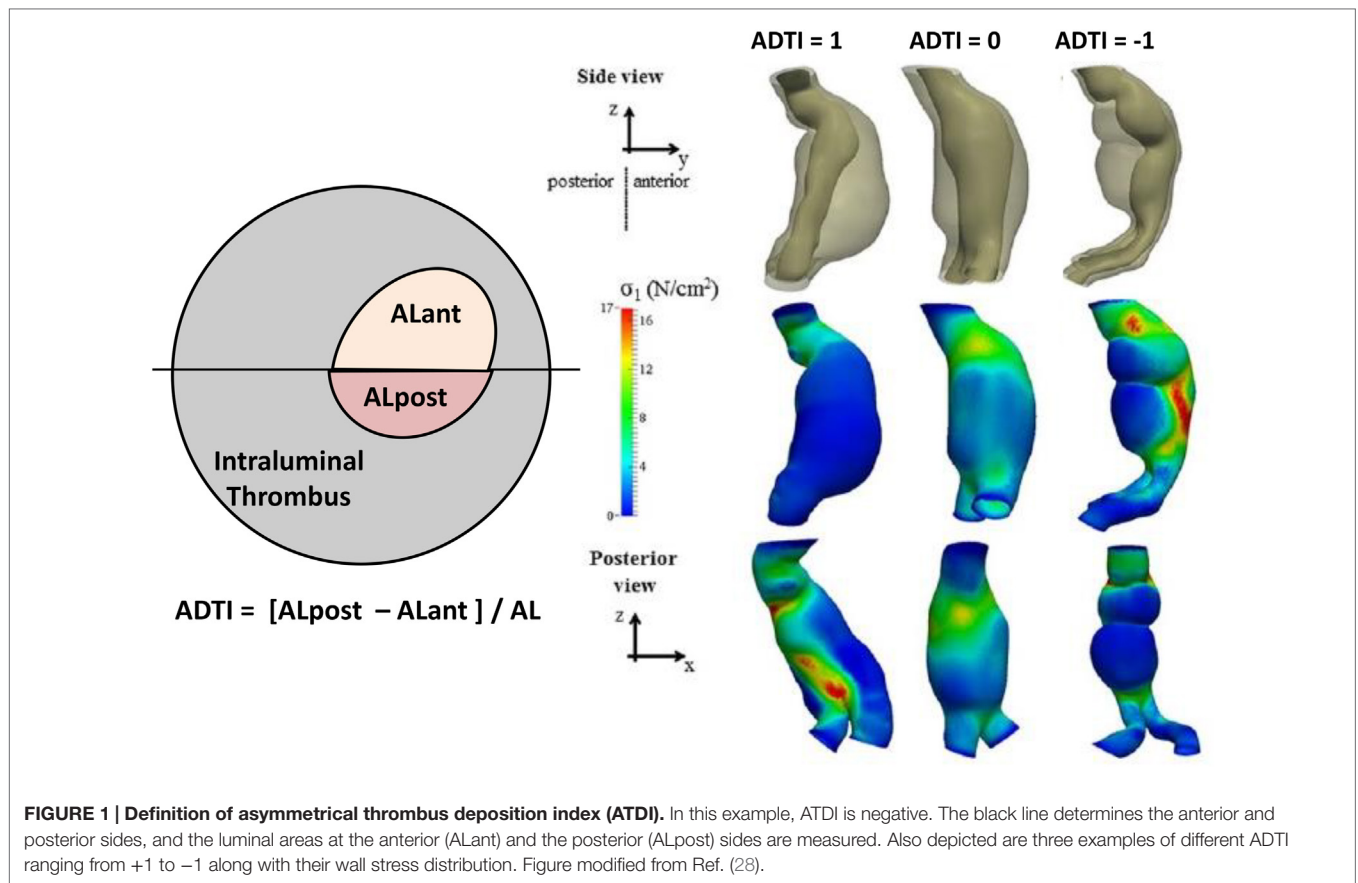 ADTI = 1
ADTI = 0
ADTI = -1
Side view
z
y
posterior
anterior
ALant
ALpost
Intraluminal
Thrombus
ADTI = [ALpost – ALant ] / AL
σ1 (N/cm²)
17
16
12
8
4
0
Posterior
view
z
x
FIGURE 1 | Definition of asymmetrical thrombus deposition index (ATDI). In this example, ATDI is negative. The black line determines the anterior and
posterior sides, and the luminal areas at the anterior (ALant) and the posterior (ALpost) sides are measured. Also depicted are three examples of different ADTI
ranging from +1 to −1 along with their wall stress distribution. Figure modified from Ref. (28).